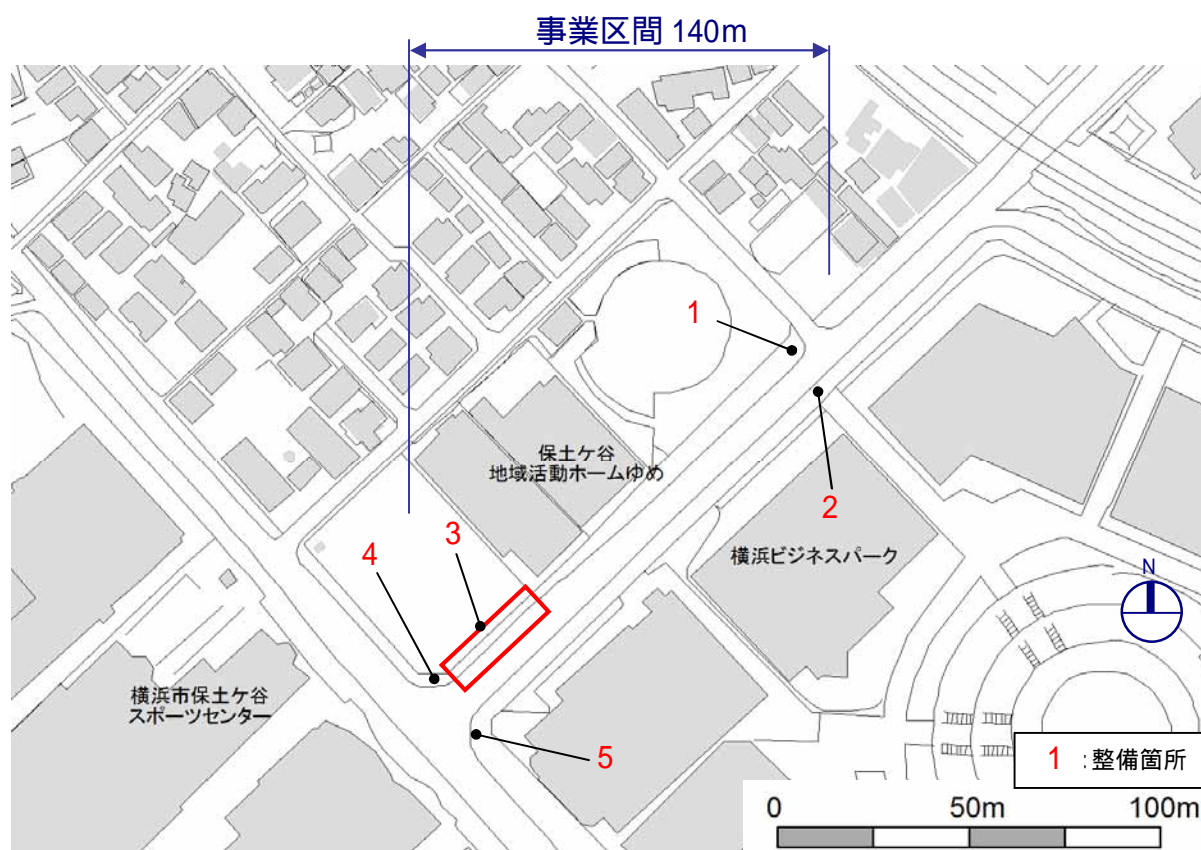 事業区間 140m
1
保土ケ谷
地域活動ホームゆめ
2
横浜ビジネスパーク
3
4
N
横浜市保土ケ谷
スポーツセンター
5
1 :整備箇所
0 50m 100m